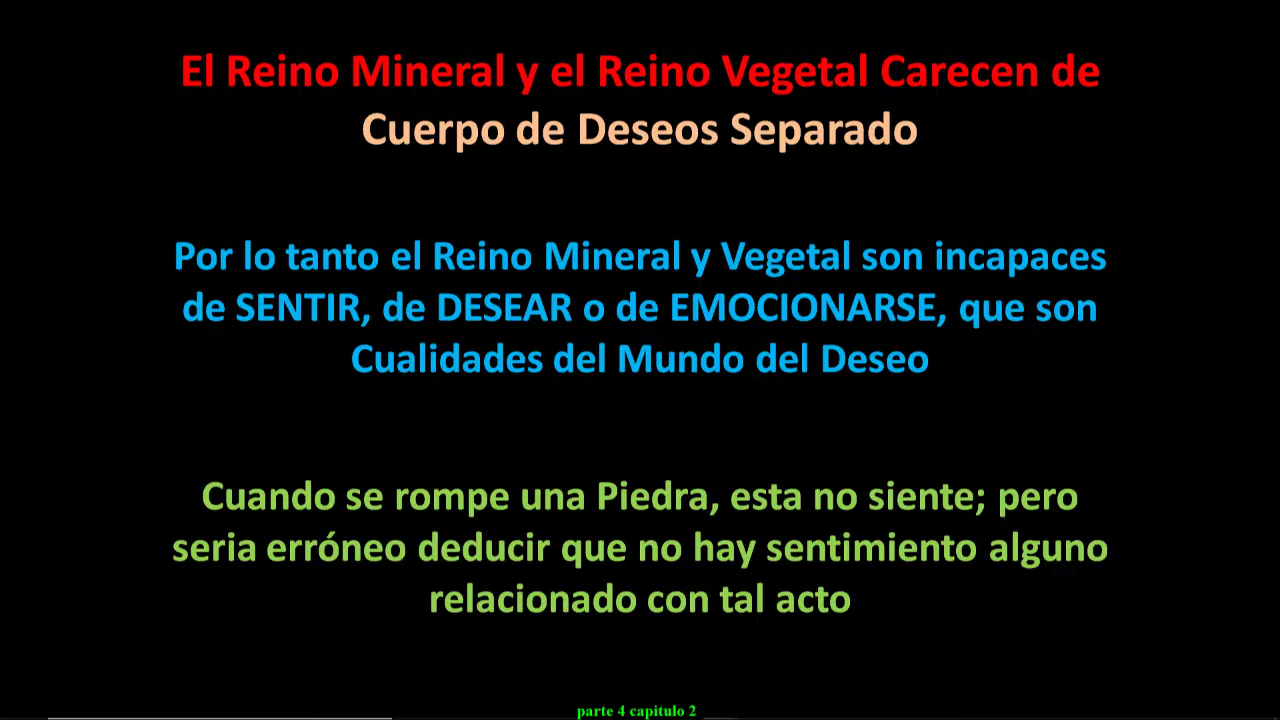 El Reino Mineral y el Reino Vegetal Carecen de
Cuerpo de Deseos Separado
Por lo tanto el Reino Mineral y Vegetal son incapaces
de SENTIR, de DESEAR o de EMOCIONARSE, que son
Cualidades del Mundo del Deseo
Cuando se rompe una Piedra, esta no siente; pero
seria erróneo deducir que no hay sentimiento alguno
relacionado con tal acto
parte 4 capitulo 2